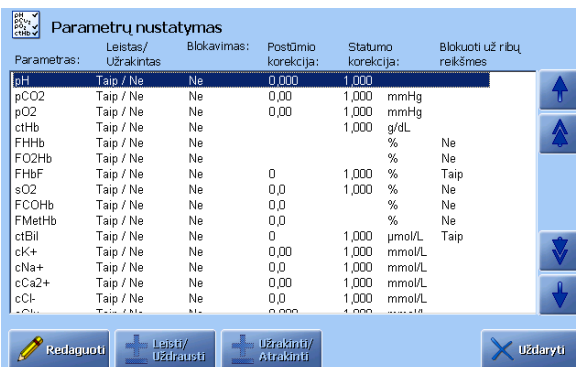 pH
pCO₂
pO₂
ctHb
Parametrų nustatymas
Parametras: Leistas/ Užrakintas Blokavimas: Postūmio korekcija: Statumo korekcija: Blokuoti už ribų reikšmes
pH Taip / Ne Ne 0,000 1,000
pCO2 Taip / Ne Ne 0,00 1,000 mmHg
pO2 Taip / Ne Ne 0,00 1,000 mmHg
ctHb Taip / Ne Ne 1,000 g/dL
FHHb Taip / Ne Ne % Ne
FO2Hb Taip / Ne Ne % Ne
FHbF Taip / Ne Ne 0 1,000 % Taip
sO2 Taip / Ne Ne 0,0 1,000 % Ne
FCOHb Taip / Ne Ne 0,0 % Ne
FMetHb Taip / Ne Ne 0,0 % Ne
ctBil Taip / Ne Ne 0 1,000 µmol/L Taip
cK+ Taip / Ne Ne 0,00 1,000 mmol/L
cNa+ Taip / Ne Ne 0,0 1,000 mmol/L
cCa2+ Taip / Ne Ne 0,00 1,000 mmol/L
cCl- Taip / Ne Ne 0,0 1,000 mmol/L
Redaguoti
Leisti/
Uždrausti
Užrakinti/
Atrakinti
Uždaryti